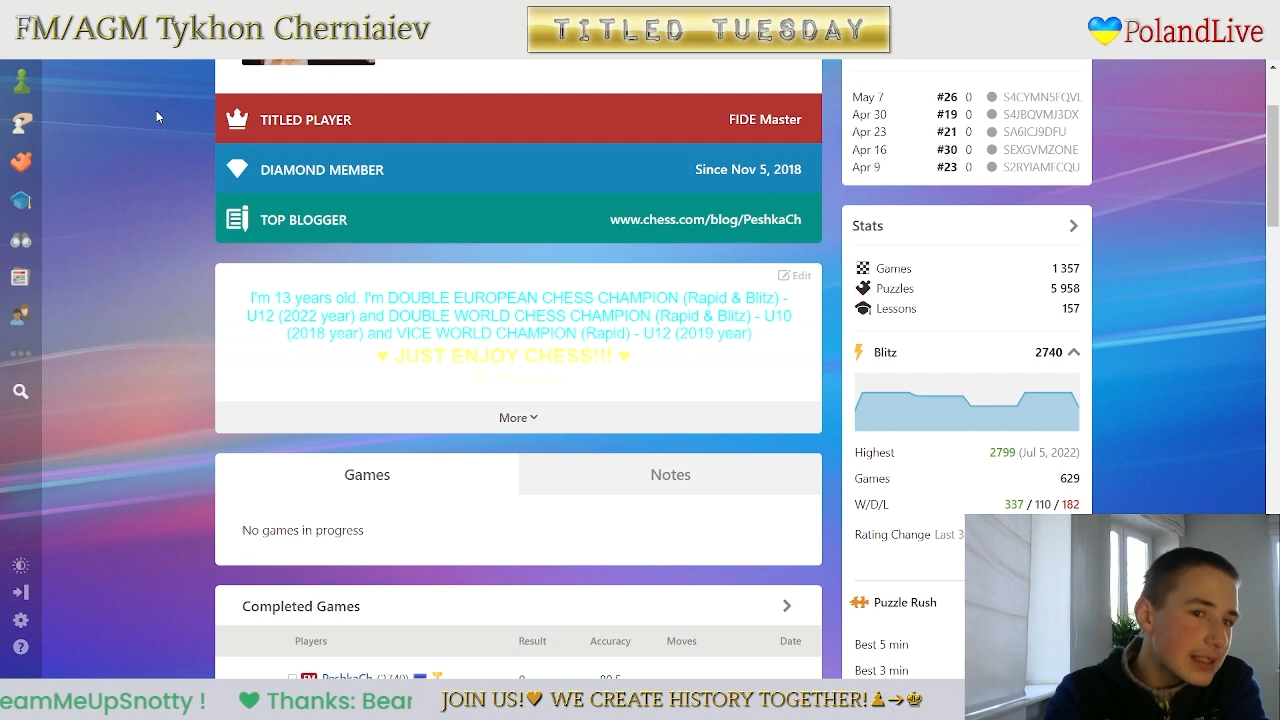 FM/AGM Tykhon Cherniaiev
TITLED TUESDAY
PolandLive
TITLED PLAYER
FIDE Master
DIAMOND MEMBER
Since Nov 5, 2018
TOP BLOGGER
www.chess.com/blog/PeshkaCh
Edit
I'm 13 years old. I'm DOUBLE EUROPEAN CHESS CHAMPION (Rapid & Blitz) -
U12 (2022 year) and DOUBLE WORLD CHESS CHAMPION (Rapid & Blitz) - U10
(2018 year) and VICE WORLD CHAMPION (Rapid) - U12 (2019 year)
♥ JUST ENJOY CHESS!!! ♥
More
Games
Notes
No games in progress
Completed Games
Players
Result
Accuracy
Moves
Date
FM PeshkaCh (2740)
May 7 #26 0 S4CYMN5FQVL
Apr 30 #19 0 S4JBQVMJ3DX
Apr 23 #21 0 SA6ICJ9DFU
Apr 16 #30 0 SEXGVMZONE
Apr 9 #23 0 S2RYIAMFCQU
Stats
Games 1 357
Puzzles 5 958
Lessons 157
Blitz 2740
Highest 2799 (Jul 5, 2022)
Games 629
W/D/L 337 / 110 / 182
Rating Change Last 3
Puzzle Rush
Best 5 min
Best 3 min
eamMeUpSnotty ! 💚 Thanks: Bear
JOIN US!🧡 WE CREATE HISTORY TOGETHER!♟→♚